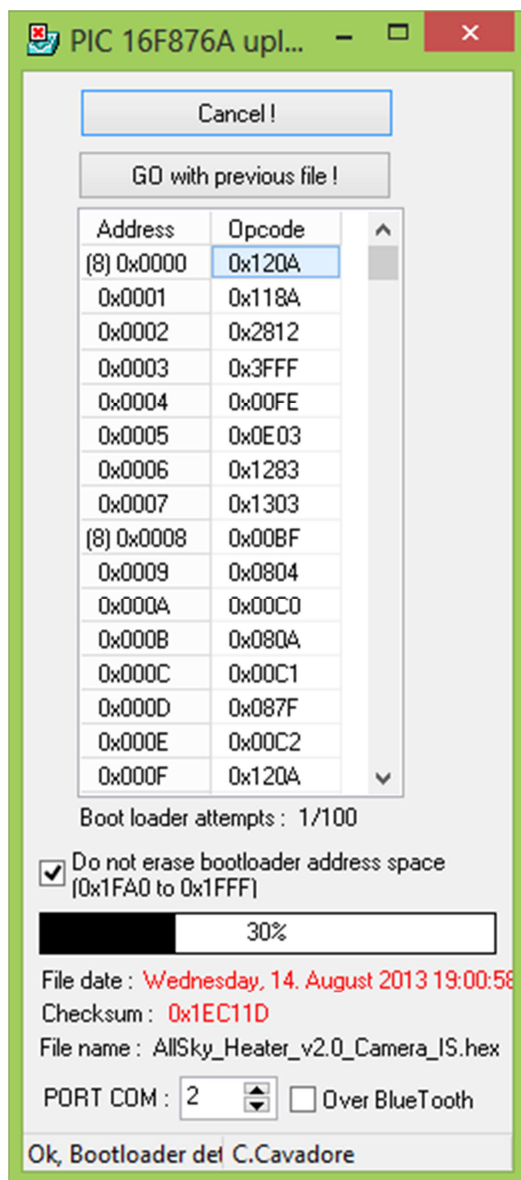 PIC 16F876A upl...
Cancel !
GO with previous file !
Address Opcode
(8) 0x0000 0x120A
0x0001 0x118A
0x0002 0x2812
0x0003 0x3FFF
0x0004 0x00FE
0x0005 0x0E03
0x0006 0x1283
0x0007 0x1303
(8) 0x0008 0x00BF
0x0009 0x0804
0x000A 0x00C0
0x000B 0x080A
0x000C 0x00C1
0x000D 0x087F
0x000E 0x00C2
0x000F 0x120A
Boot loader attempts : 1/100
Do not erase bootloader address space
(0x1FA0 to 0x1FFF)
30%
File date : Wednesday, 14. August 2013 19:00:58
Checksum : 0x1EC11D
File name : AllSky_Heater_v2.0_Camera_IS.hex
PORT COM : 2 Over BlueTooth
Ok, Bootloader det C.Cavadore